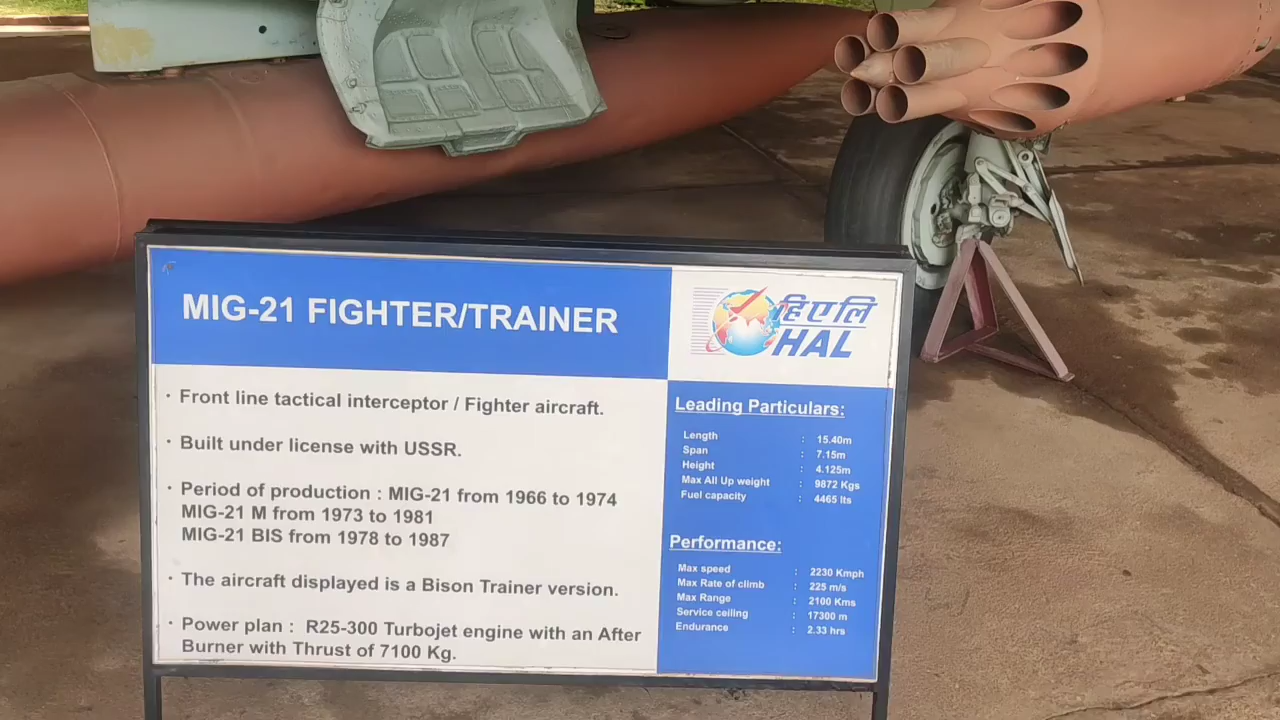 MIG-21 FIGHTER/TRAINER
हिएलि
HAL
· Front line tactical interceptor / Fighter aircraft.
· Built under license with USSR.
· Period of production : MIG-21 from 1966 to 1974
MIG-21 M from 1973 to 1981
MIG-21 BIS from 1978 to 1987
· The aircraft displayed is a Bison Trainer version.
· Power plan : R25-300 Turbojet engine with an After
Burner with Thrust of 7100 Kg.
Leading Particulars:
Length : 15.40m
Span : 7.15m
Height : 4.125m
Max All Up weight : 9872 Kgs
Fuel capacity : 4465 lts
Performance:
Max speed : 2230 Kmph
Max Rate of climb : 225 m/s
Max Range : 2100 Kms
Service ceiling : 17300 m
Endurance : 2.33 hrs